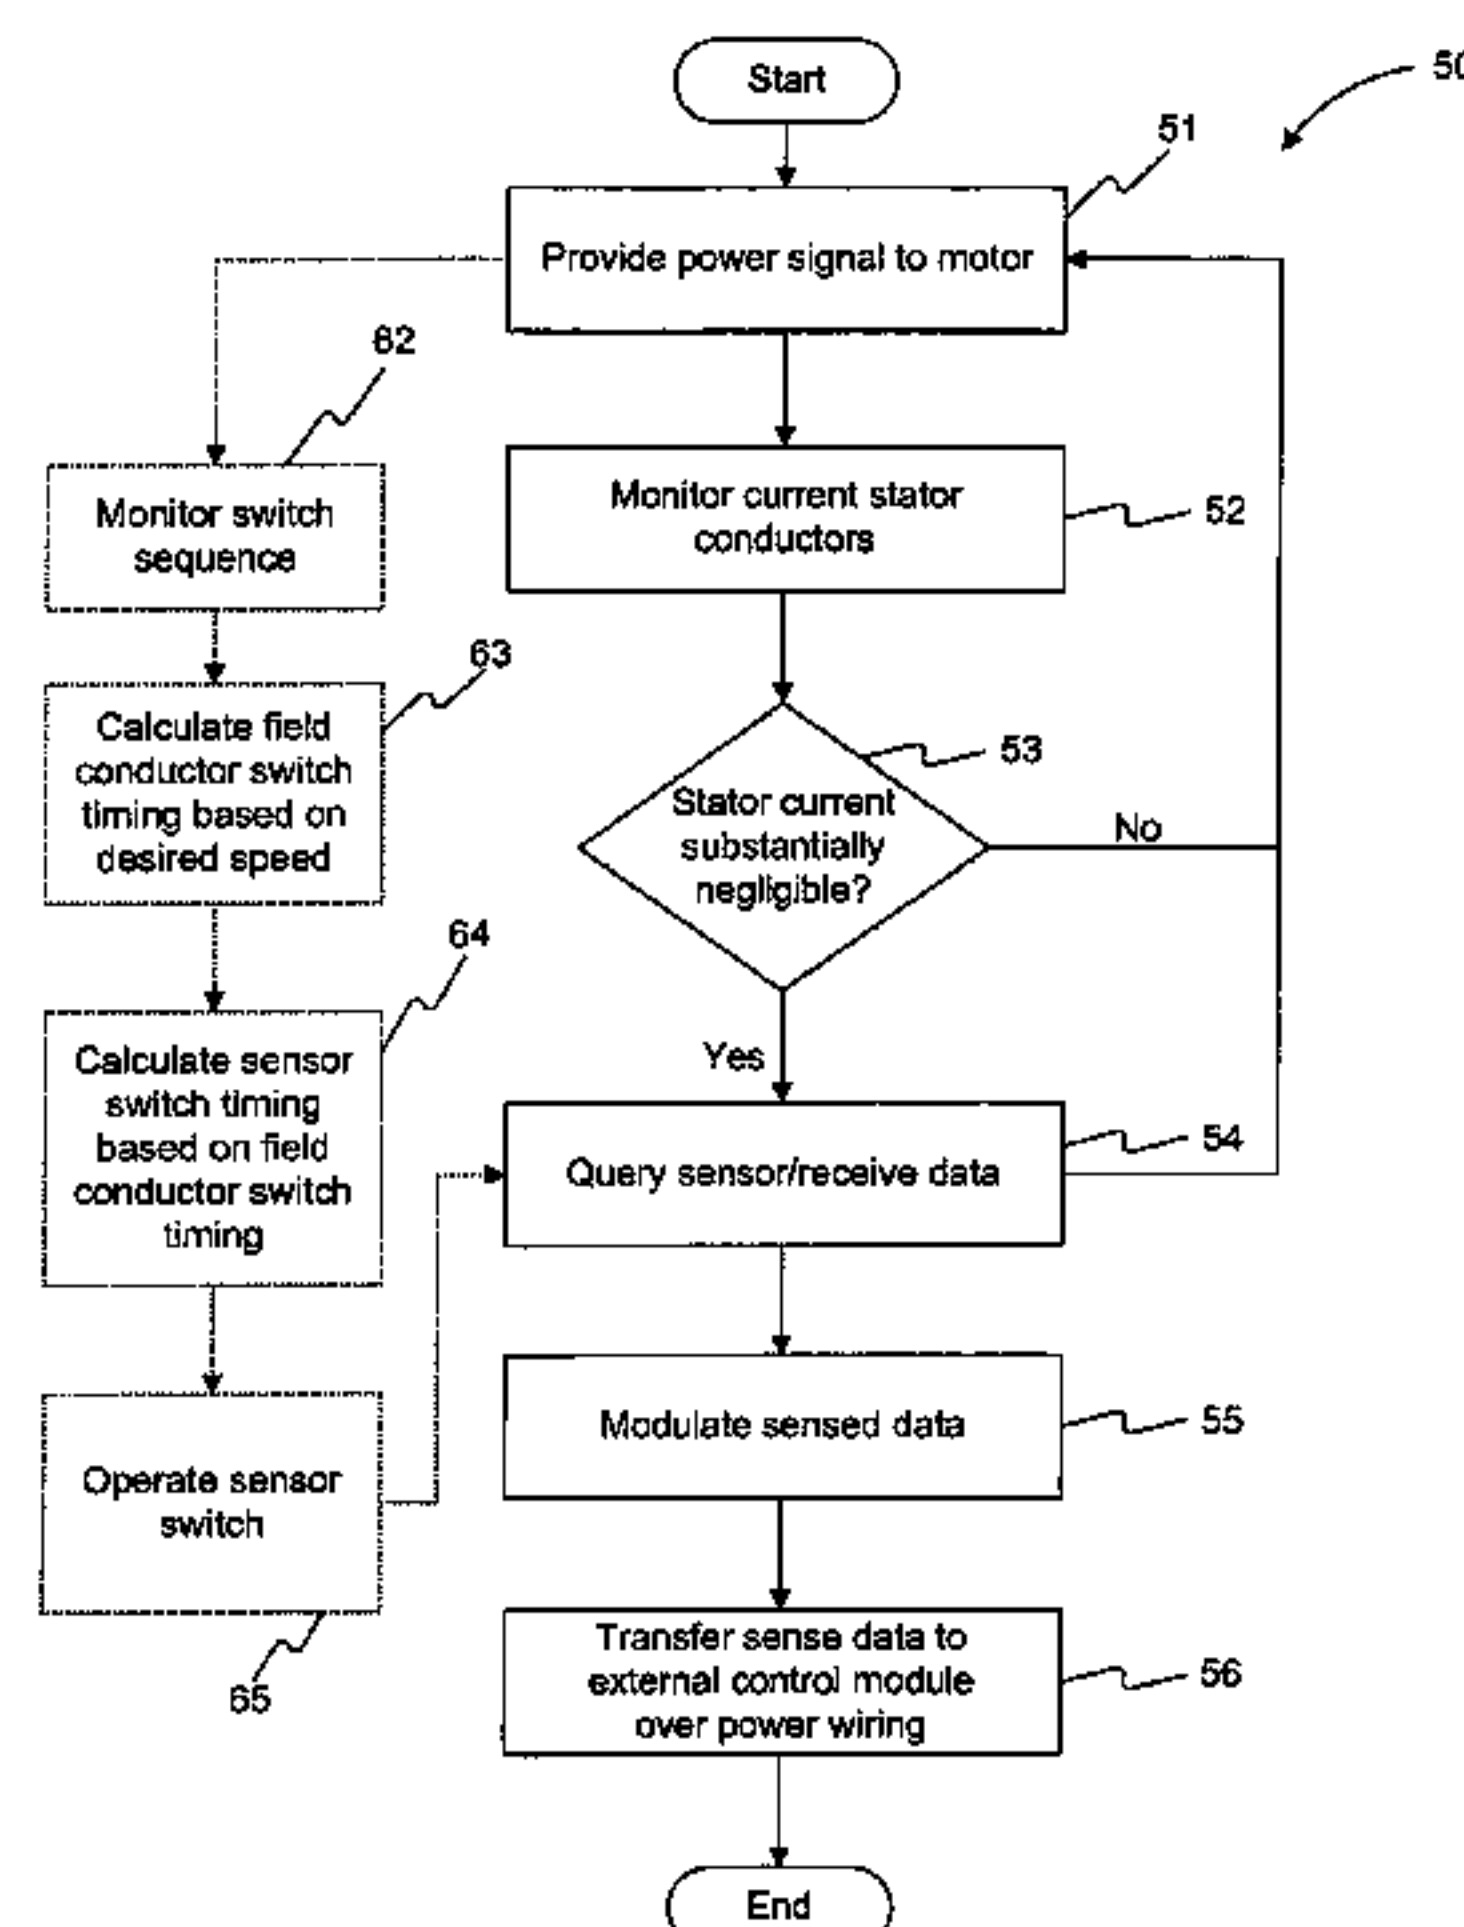 Start
50
51
Provide power signal to motor
62
Monitor current stator
conductors
52
Monitor switch
sequence
63
Calculate field
conductor switch
timing based on
desired speed
53
Stator current
substantially
negligible?
No
64
Calculate sensor
switch timing
based on field
conductor switch
timing
Yes
Query sensor/receive data
54
Modulate sensed data
55
Operate sensor
switch
65
Transfer sense data to
external control module
over power wiring
56
End